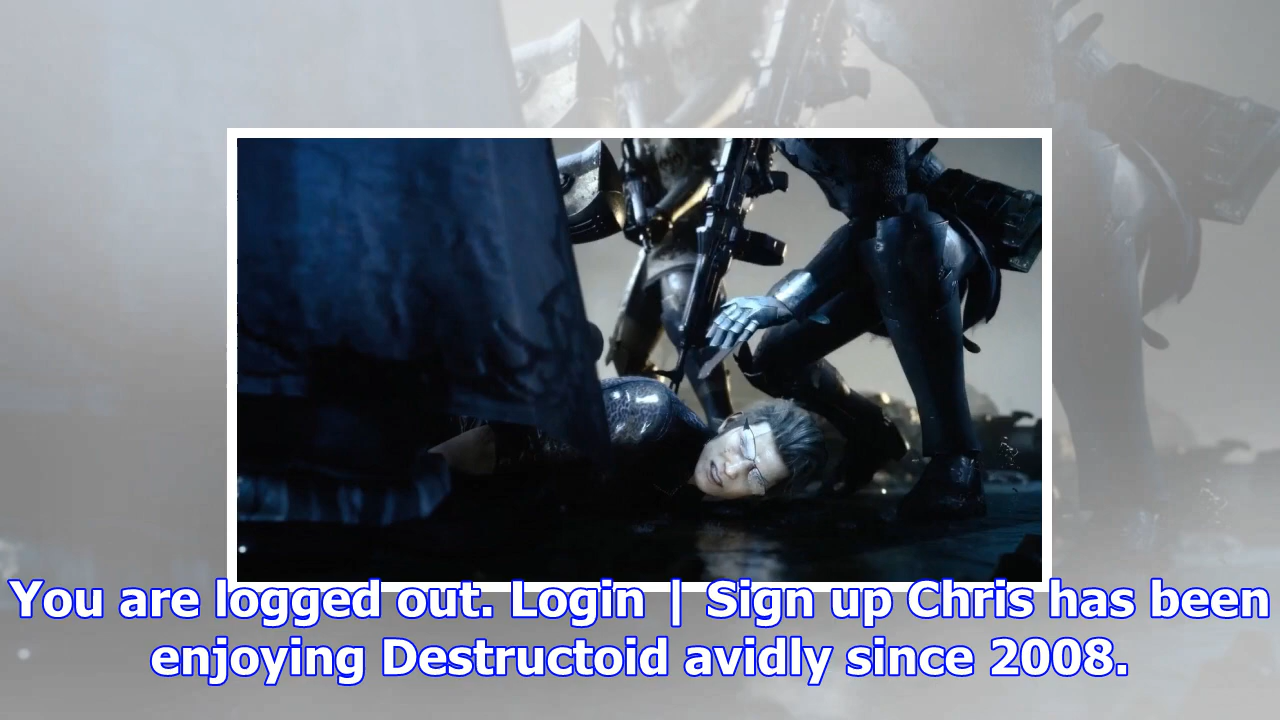 You are logged out. Login | Sign up Chris has been
enjoying Destructoid avidly since 2008.